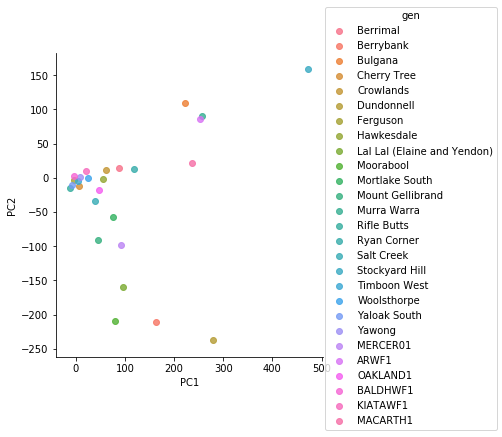 gen
Berrimal
Berrybank
Bulgana
Cherry Tree
Crowlands
Dundonnell
Ferguson
Hawkesdale
Lal Lal (Elaine and Yendon)
Moorabool
Mortlake South
Mount Gellibrand
Murra Warra
Rifle Butts
Ryan Corner
Salt Creek
Stockyard Hill
Timboon West
Woolsthorpe
Yaloak South
Yawong
MERCER01
ARWF1
OAKLAND1
BALDHWF1
KIATAWF1
MACARTH1
150
100
50
0
−50
−100
−150
−200
−250
PC2
0 100 200 300 400 500
PC1